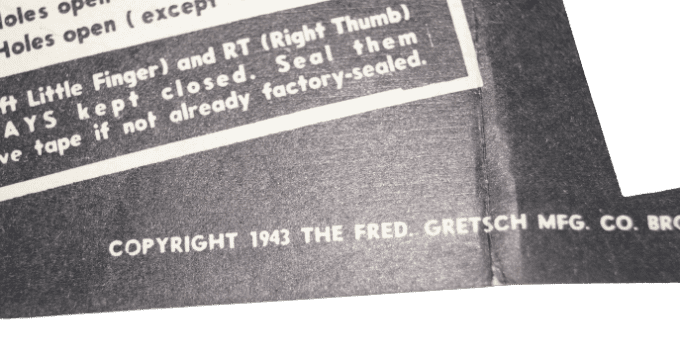 Holes open
Holes open ( except
ft Little Finger) and RT (Right Thumb)
AYS kept closed. Seal them
ve tape if not already factory-sealed.
COPYRIGHT 1943 THE FRED. GRETSCH MFG. CO. BRO